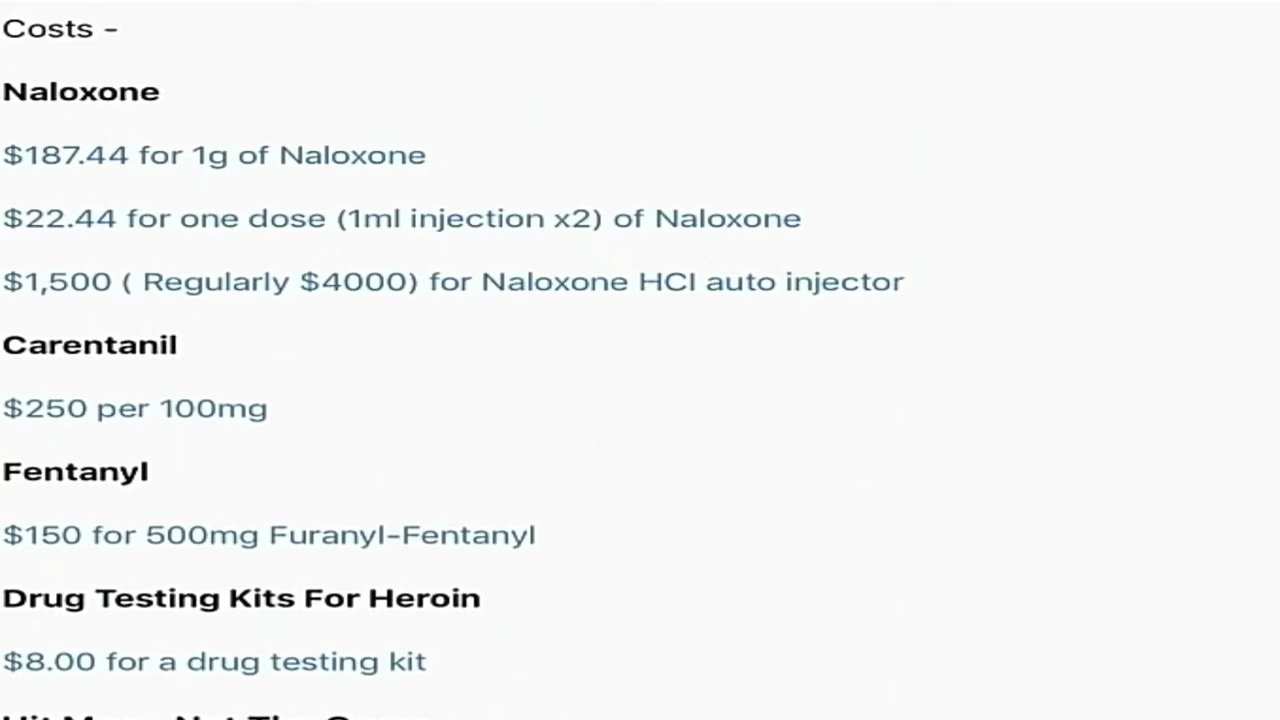 Costs -
Naloxone
$187.44 for 1g of Naloxone
$22.44 for one dose (1ml injection x2) of Naloxone
$1,500 ( Regularly $4000) for Naloxone HCI auto injector
Carentanil
$250 per 100mg
Fentanyl
$150 for 500mg Furanyl-Fentanyl
Drug Testing Kits For Heroin
$8.00 for a drug testing kit